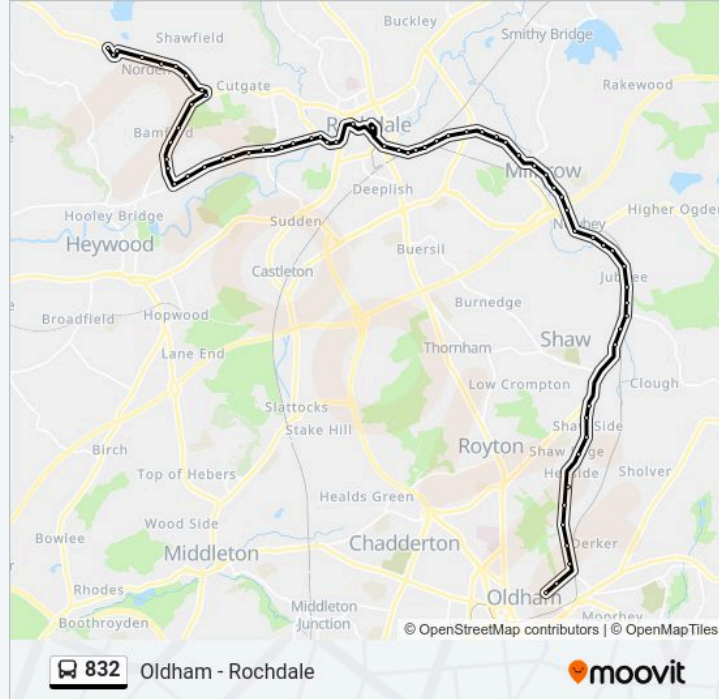 Buckley
Shawfield
Smithy Bridge
Norden
Cutgate
Rakewood
Rochdale
Bamford
Milnrow
Deeplish
Hooley Bridge
Sudden
Newhey
Higher Ogden
Heywood
Buersil
Castleton
Jubilee
Broadfield
Hopwood
Burnedge
Shaw
Thornham
Lane End
Low Crompton
Clough
Slattocks
Shaw Side
Stake Hill
Royton
Shaw Edge
Birch
Heyside
Sholver
Top of Hebers
Healds Green
Wood Side
Bowlee
Chadderton
Derker
Middleton
Rhodes
Oldham
Middleton
Junction
Boothroyden
Moorhey
© OpenStreetMap contributors | © OpenMapTiles
832 Oldham - Rochdale
moovit